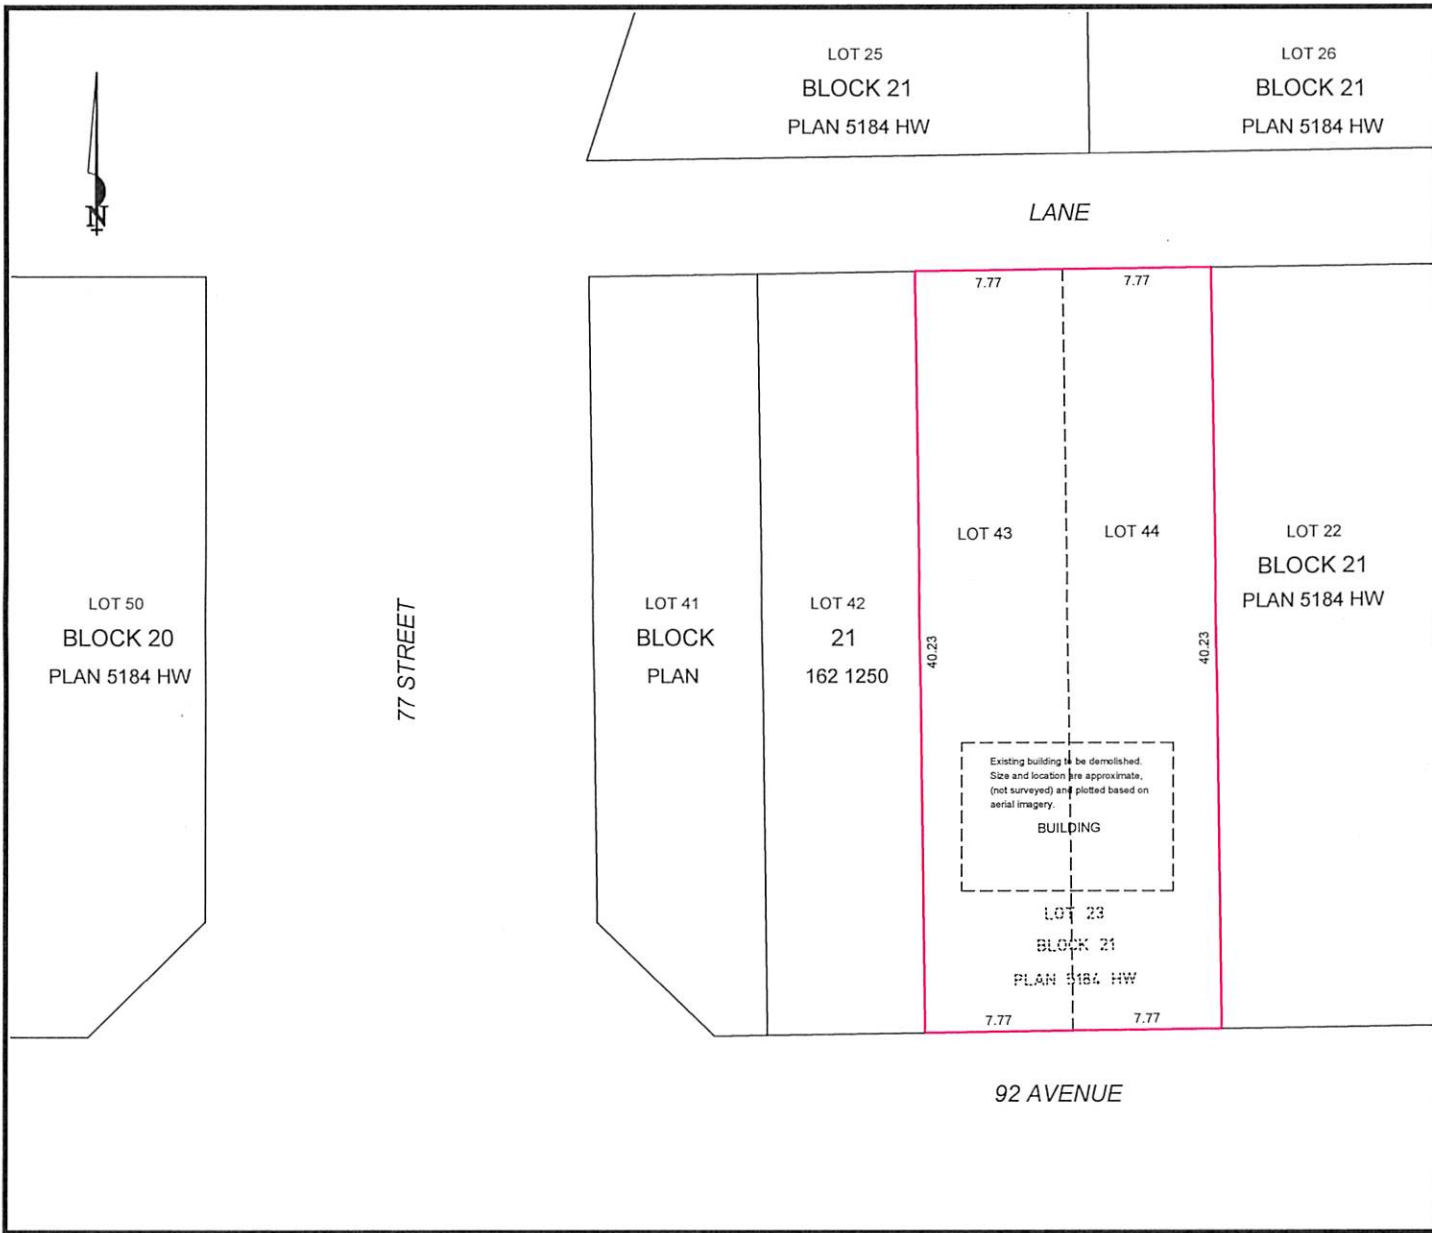 LOT 25
BLOCK 21
PLAN 5184 HW
LOT 26
BLOCK 21
PLAN 5184 HW
N
LANE
7.77
7.77
LOT 43
LOT 44
LOT 22
BLOCK 21
PLAN 5184 HW
LOT 50
BLOCK 20
PLAN 5184 HW
77 STREET
LOT 41
BLOCK
PLAN
LOT 42
21
162 1250
40.23
40.23
Existing building to be demolished.
Size and location are approximate,
(not surveyed) and plotted based on
aerial imagery.
BUILDING
LOT 23
BLOCK 21
PLAN 5184 HW
7.77
7.77
92 AVENUE